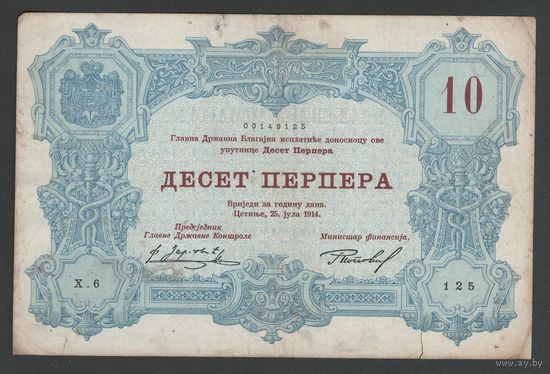 10
00149125
Главна Државна Благајна исплатиће доносиоцу ове
упутнице Десет Перпера
ДЕСЕТ ПЕРПЕРА
Вриједи за годину дана.
Цетиње, 25. јула 1914.
Предсједник
Главне Државне Контроле
Министар финансија,
X.6
125
www.ay.by